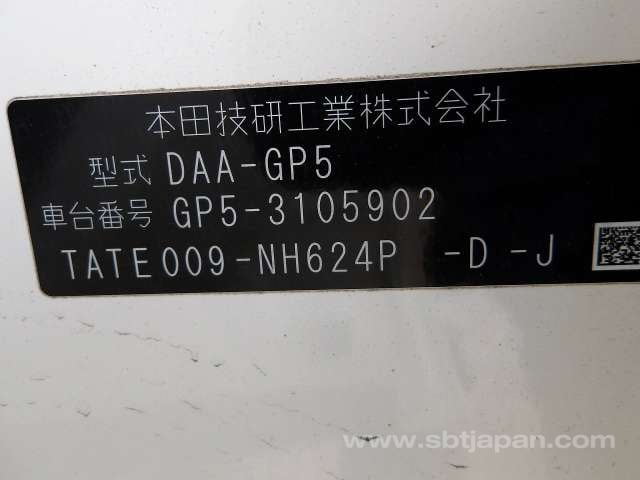 本田技研工業株式会社
型式 DAA-GP5
車台番号 GP5-3105902
TATE009-NH624P -D-J
www.sbtjapan.com